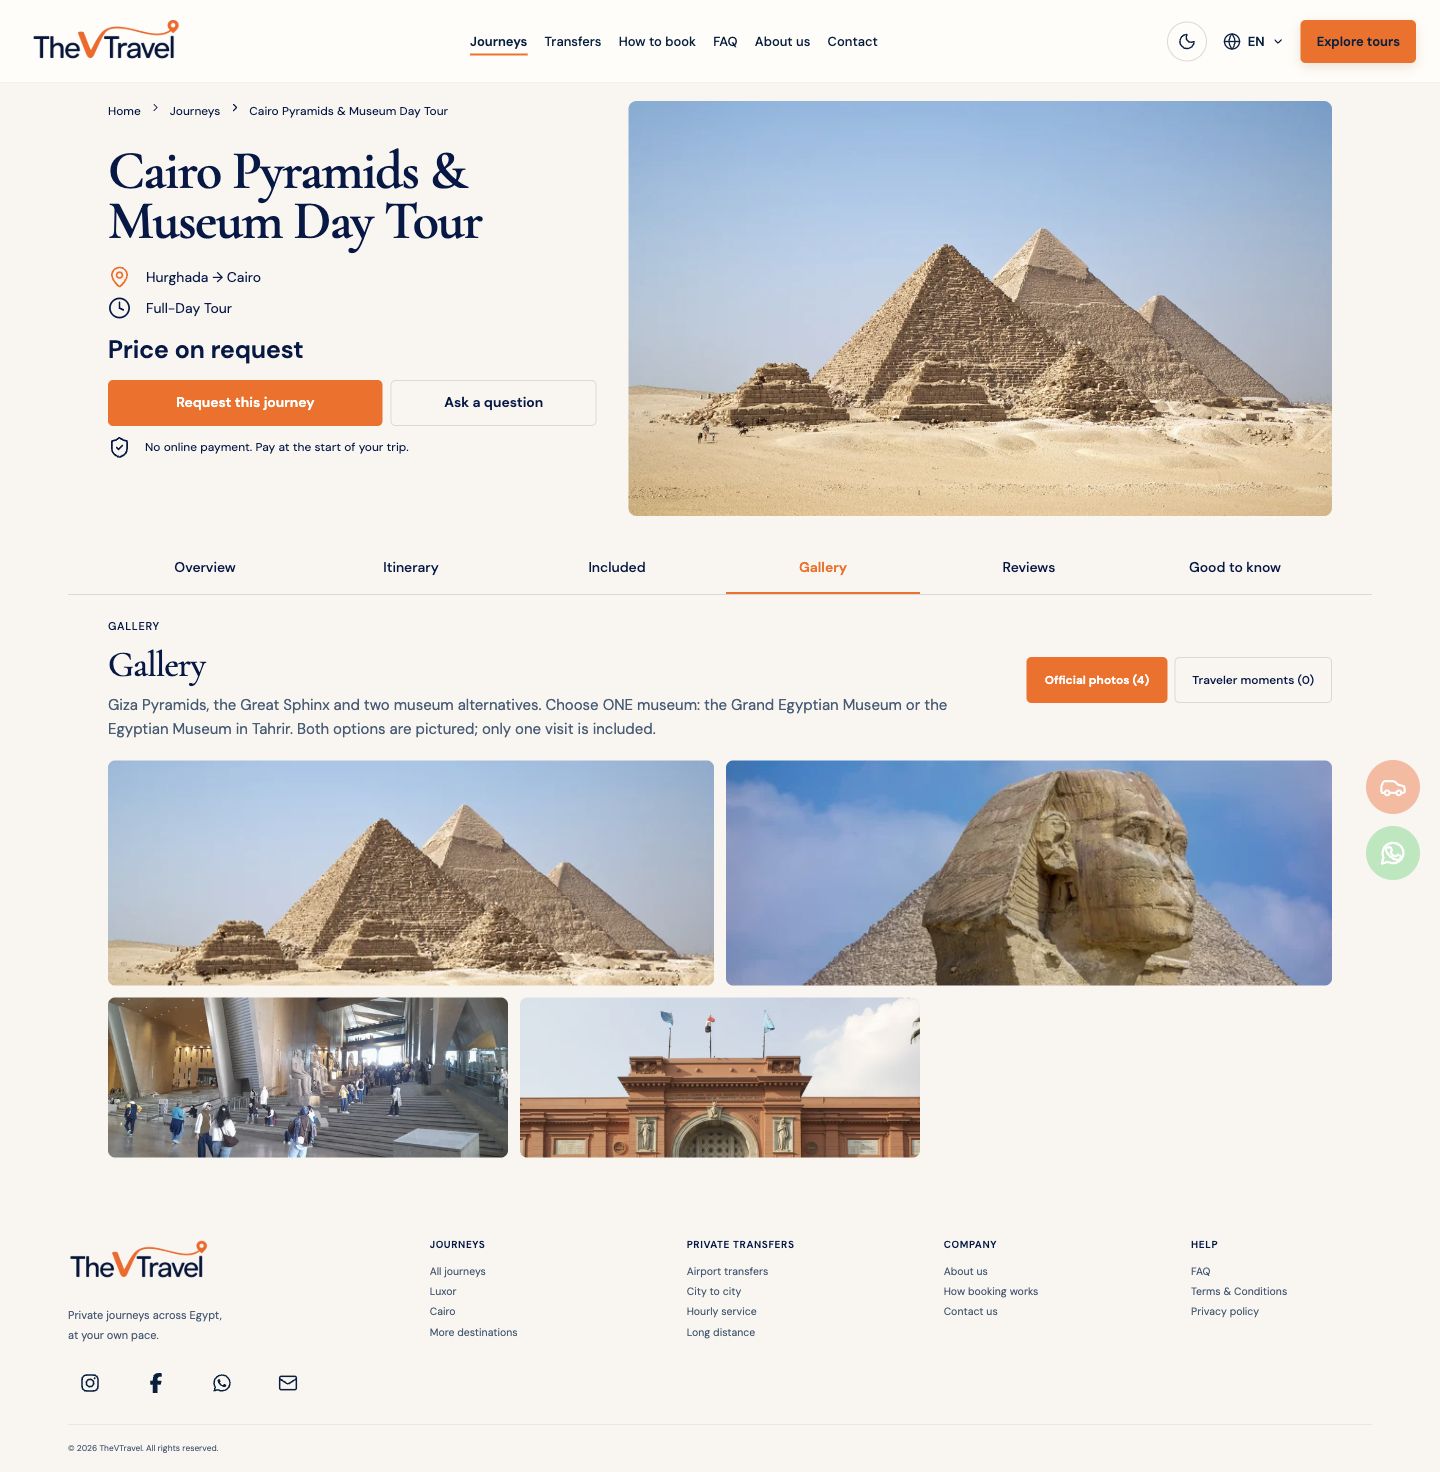 TheVTravel
Journeys
Transfers
How to book
FAQ
About us
Contact
EN
Explore tours
Home > Journeys > Cairo Pyramids & Museum Day Tour
Cairo Pyramids &
Museum Day Tour
Hurghada → Cairo
Full-Day Tour
Price on request
Request this journey
Ask a question
No online payment. Pay at the start of your trip.
Overview
Itinerary
Included
Gallery
Reviews
Good to know
GALLERY
Gallery
Giza Pyramids, the Great Sphinx and two museum alternatives. Choose ONE museum: the Grand Egyptian Museum or the
Egyptian Museum in Tahrir. Both options are pictured; only one visit is included.
Official photos (4)
Traveler moments (0)
TheVTravel
Private journeys across Egypt,
at your own pace.
JOURNEYS
All journeys
Luxor
Cairo
More destinations
PRIVATE TRANSFERS
Airport transfers
City to city
Hourly service
Long distance
COMPANY
About us
How booking works
Contact us
HELP
FAQ
Terms & Conditions
Privacy policy
© 2026 TheVTravel. All rights reserved.